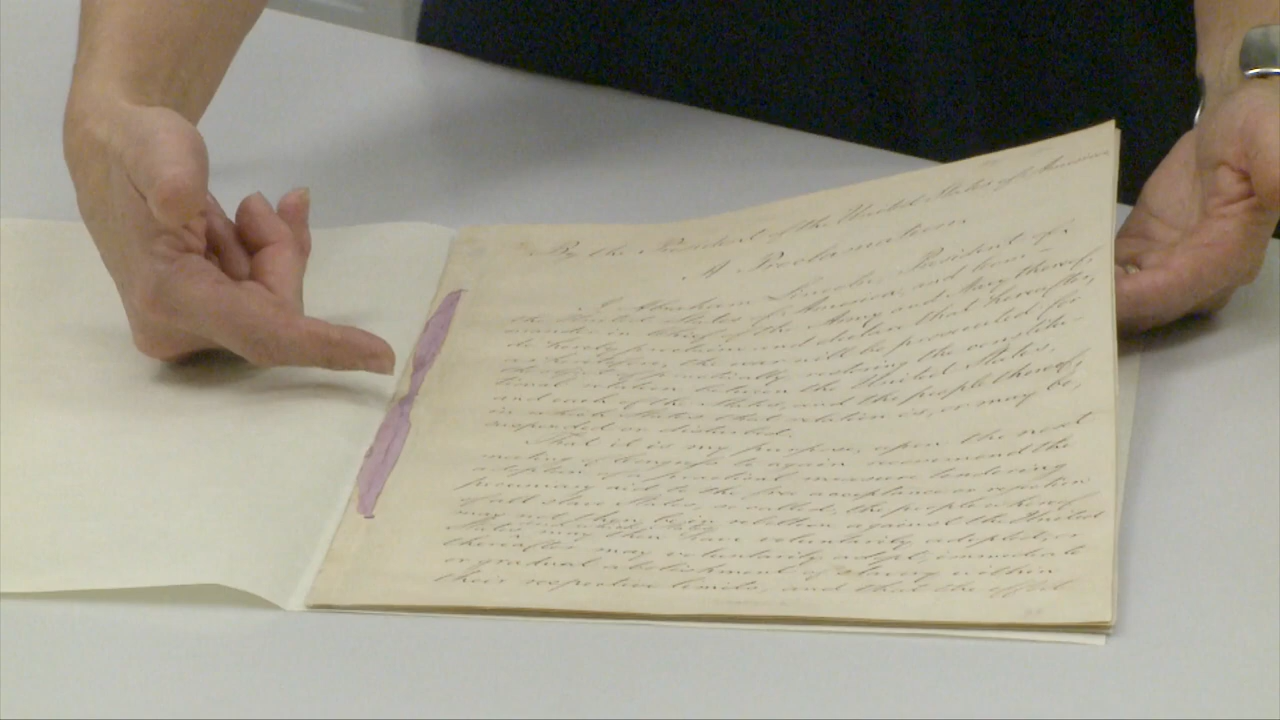 By the President of the United States of America
A Proclamation
I, Abraham Lincoln, President of
the United States of America, and Com-
mander in Chief of the Army and Navy thereof,
do hereby proclaim and declare that hereafter,
as heretofore, the war will be prosecuted for
the object of practically restoring the constitu-
tional relation between the United States,
and each of the States, and the people thereof,
in which States that relation is, or may be,
suspended or disturbed.
That it is my purpose, upon the next
meeting of Congress to again recommend the
adoption of a practical measure tendering
pecuniary aid to the free acceptance or rejection
of all slave States, so called, the people whereof
may not then be in rebellion against the United
States and which States may then have voluntarily adopted, or
thereafter may voluntarily adopt, immediate
or gradual abolishment of slavery within
their respective limits; and that the effort